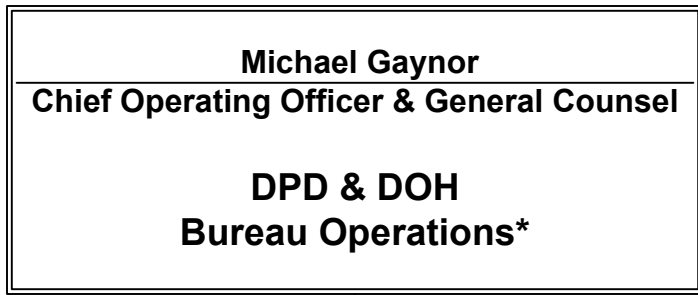 Michael Gaynor
Chief Operating Officer & General Counsel
DPD & DOH
Bureau Operations*